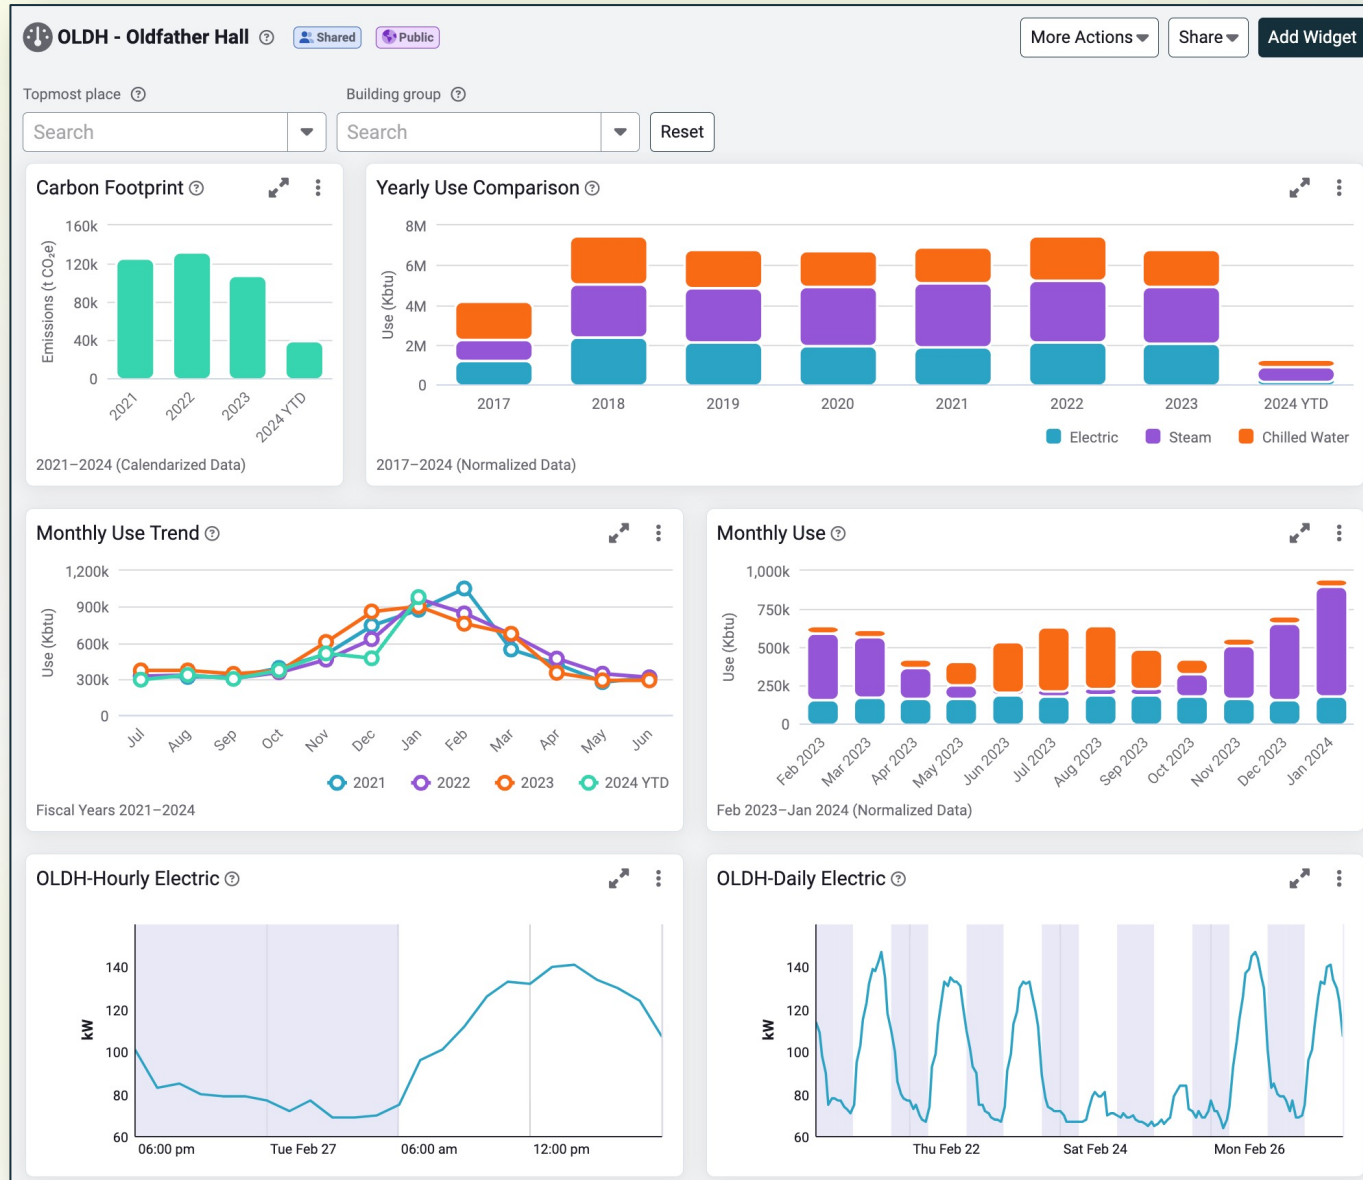 OLDH - Oldfather Hall Shared Public More Actions Share Add Widget
Topmost place Building group
Search Search Reset
Carbon Footprint
160k
120k
80k
40k
0
Emissions (t CO₂e)
2021 2022 2023 2024 YTD
2021–2024 (Calendarized Data)
Yearly Use Comparison
8M
6M
4M
2M
0
Use (Kbtu)
2017 2018 2019 2020 2021 2022 2023 2024 YTD
Electric Steam Chilled Water
2017–2024 (Normalized Data)
Monthly Use Trend
1,200k
900k
600k
300k
0
Use (Kbtu)
Jul Aug Sep Oct Nov Dec Jan Feb Mar Apr May Jun
2021 2022 2023 2024 YTD
Fiscal Years 2021–2024
Monthly Use
1,000k
750k
500k
250k
0
Use (Kbtu)
Feb 2023 Mar 2023 Apr 2023 May 2023 Jun 2023 Jul 2023 Aug 2023 Sep 2023 Oct 2023 Nov 2023 Dec 2023 Jan 2024
Feb 2023–Jan 2024 (Normalized Data)
OLDH-Hourly Electric
140
120
100
80
60
kW
06:00 pm Tue Feb 27 06:00 am 12:00 pm
OLDH-Daily Electric
140
120
100
80
60
kW
Thu Feb 22 Sat Feb 24 Mon Feb 26